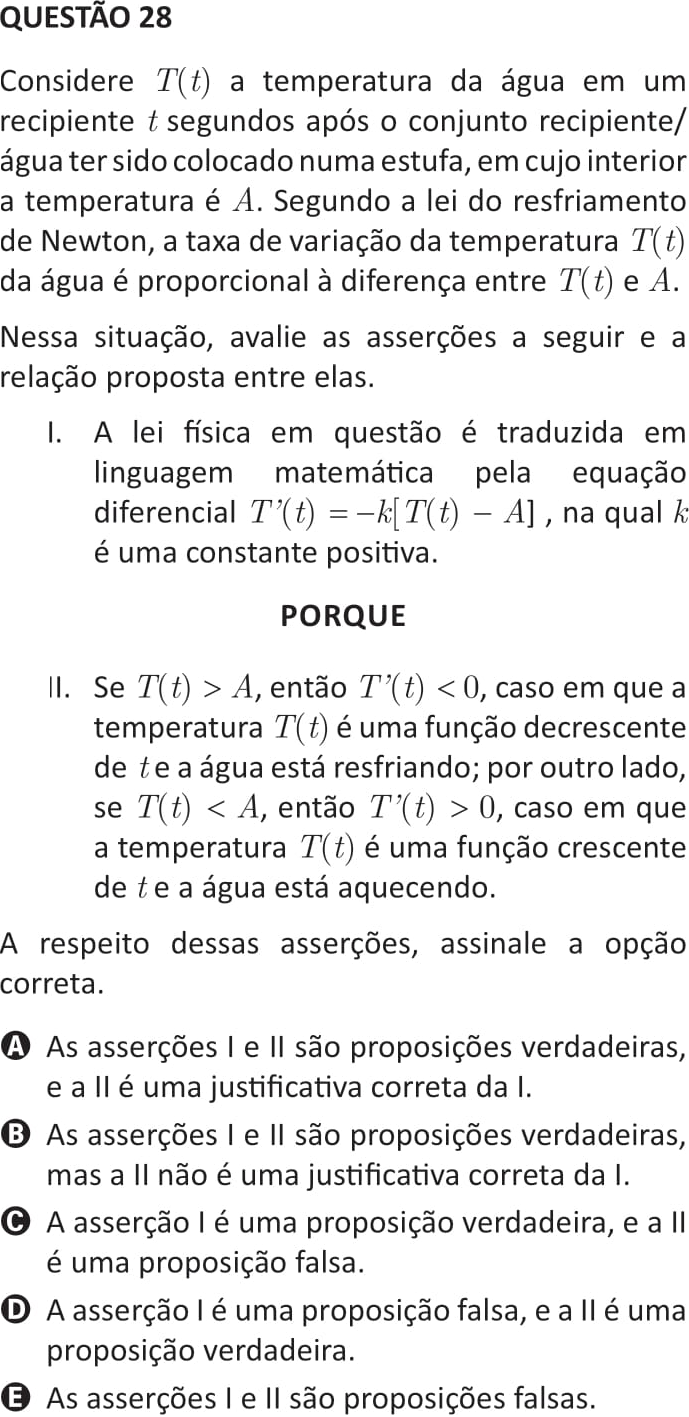 QUESTÃO 28
Considere T(t) a temperatura da água em um
recipiente t segundos após o conjunto recipiente/
água ter sido colocado numa estufa, em cujo interior
a temperatura é A. Segundo a lei do resfriamento
de Newton, a taxa de variação da temperatura T(t)
da água é proporcional à diferença entre T(t) e A.
Nessa situação, avalie as asserções a seguir e a
relação proposta entre elas.
I. A lei física em questão é traduzida em
linguagem matemática pela equação
diferencial T’(t) = −k[T(t) − A] , na qual k
é uma constante positiva.
PORQUE
II. Se T(t) > A, então T’(t) < 0, caso em que a
temperatura T(t) é uma função decrescente
de t e a água está resfriando; por outro lado,
se T(t) < A, então T’(t) > 0, caso em que
a temperatura T(t) é uma função crescente
de t e a água está aquecendo.
A respeito dessas asserções, assinale a opção
correta.
A As asserções I e II são proposições verdadeiras,
e a II é uma justificativa correta da I.
B As asserções I e II são proposições verdadeiras,
mas a II não é uma justificativa correta da I.
C A asserção I é uma proposição verdadeira, e a II
é uma proposição falsa.
D A asserção I é uma proposição falsa, e a II é uma
proposição verdadeira.
E As asserções I e II são proposições falsas.